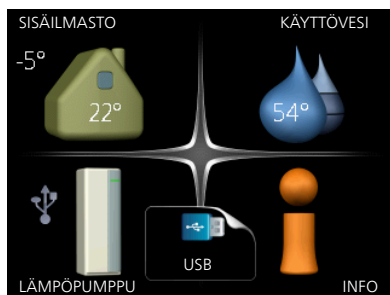 SISÄILMASTO
KÄYTTÖVESI
-5°
22°
54°
USB
LÄMPÖPUMPPU
INFO